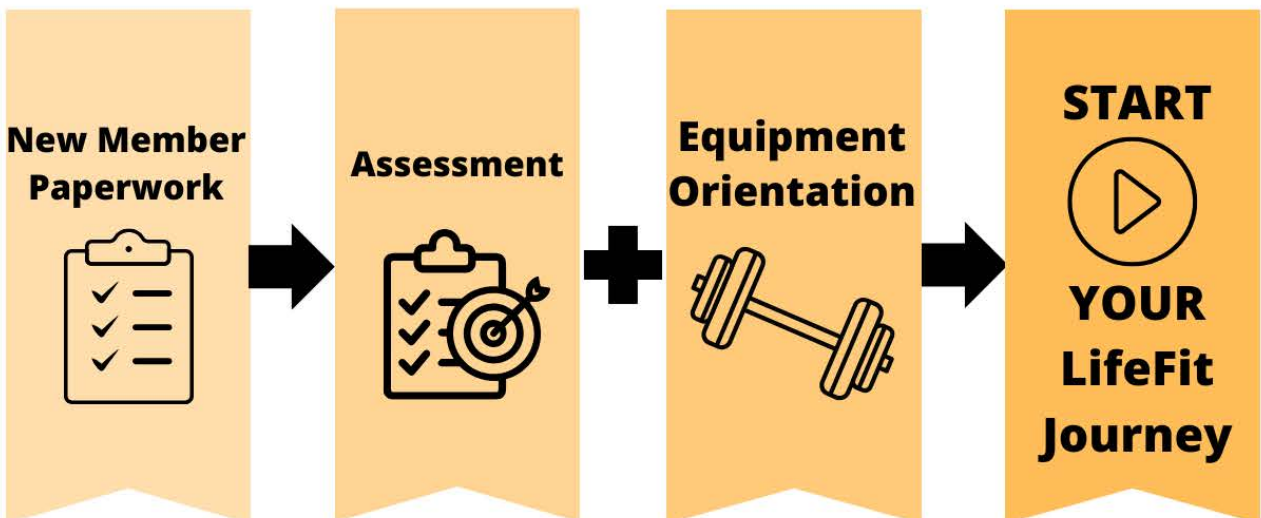 New Member
Paperwork
Assessment
Equipment
Orientation
START
YOUR
LifeFit
Journey